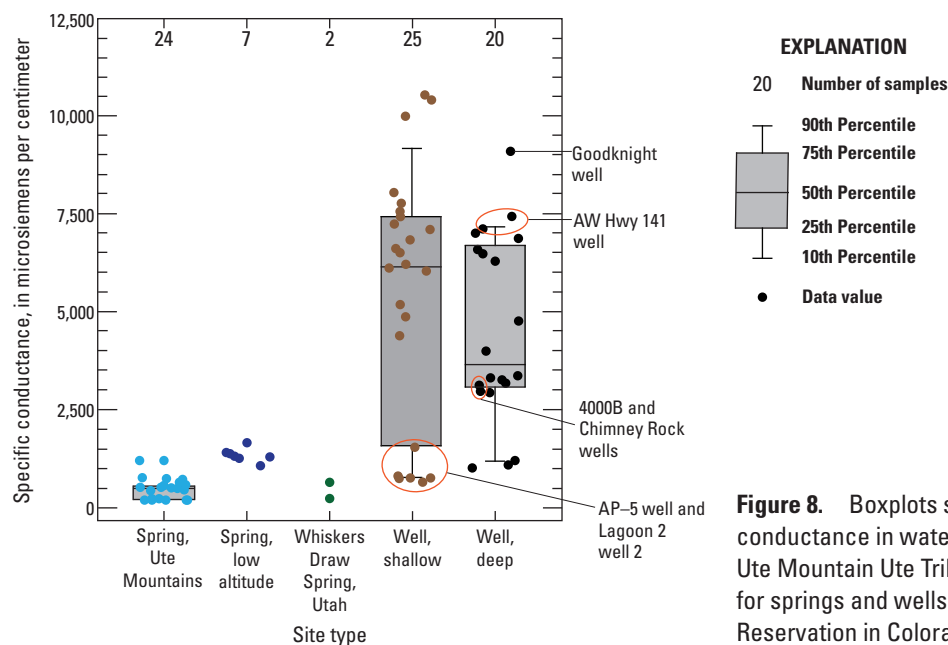 12,500
10,000
7,500
5,000
2,500
0
Specific conductance, in microsiemens per centimeter
24
7
2
25
20
Goodknight
well
AW Hwy 141
well
4000B and
Chimney Rock
wells
AP–5 well and
Lagoon 2
well 2
Spring,
Ute
Mountains
Spring,
low
altitude
Whiskers
Draw
Spring,
Utah
Well,
shallow
Well,
deep
Site type
EXPLANATION
20 Number of samples
90th Percentile
75th Percentile
50th Percentile
25th Percentile
10th Percentile
Data value
Figure 8. Boxplots s
conductance in wate
Ute Mountain Ute Tril
for springs and wells
Reservation in Colora